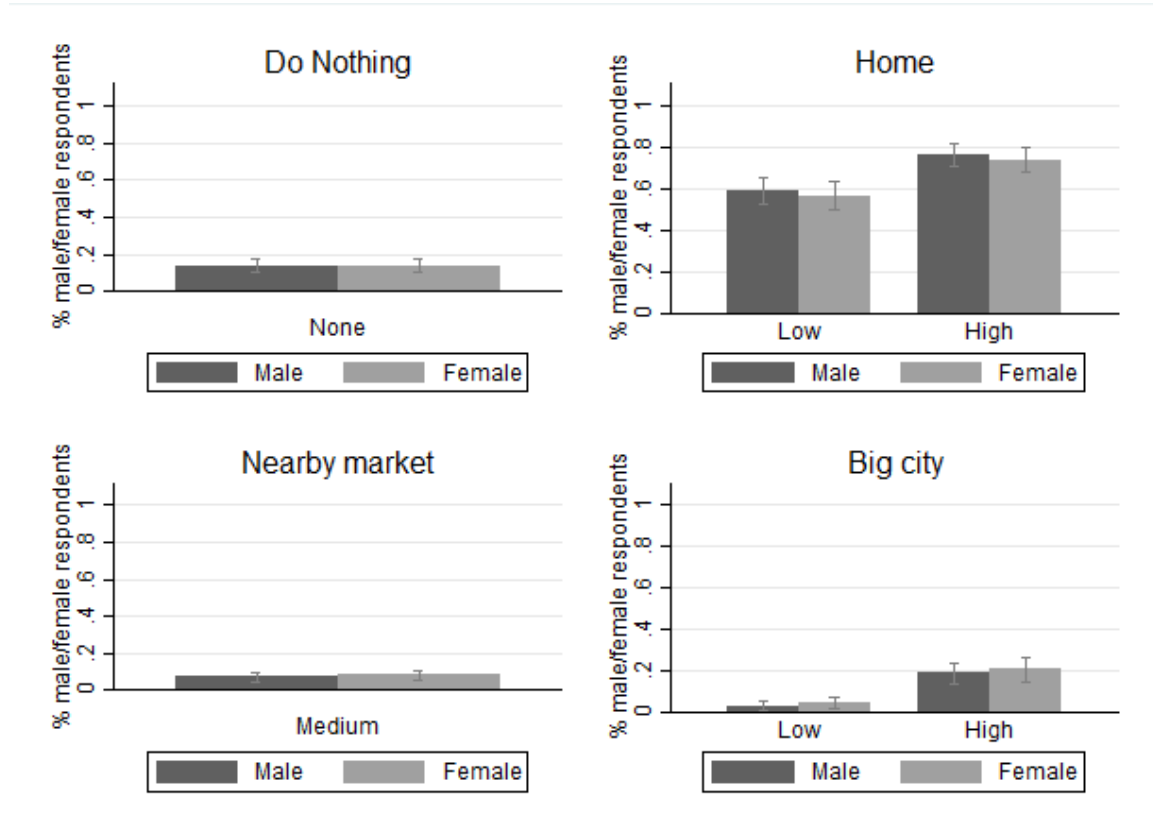 Do Nothing
% male/female respondents
1
.8
.6
.4
.2
0
None
Male Female
Home
% male/female respondents
1
.8
.6
.4
.2
0
Low High
Male Female
Nearby market
% male/female respondents
1
.8
.6
.4
.2
0
Medium
Male Female
Big city
% male/female respondents
1
.8
.6
.4
.2
0
Low High
Male Female